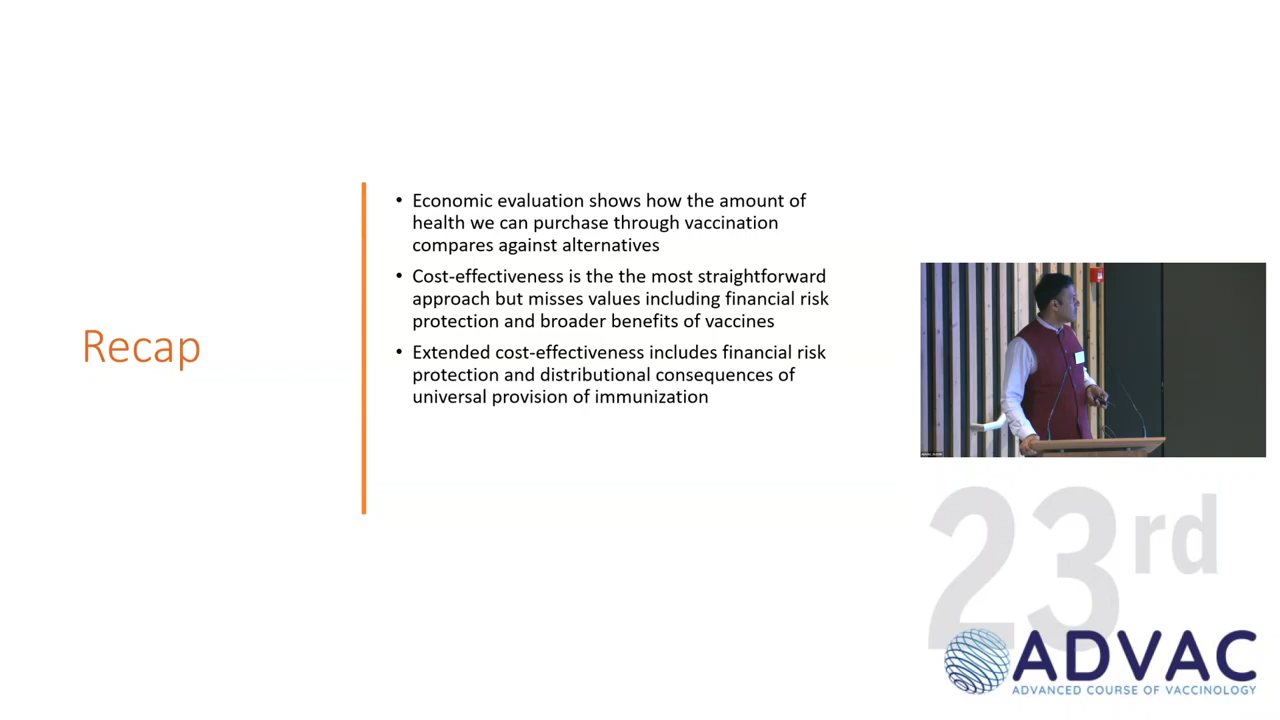 Recap
• Economic evaluation shows how the amount of
health we can purchase through vaccination
compares against alternatives
• Cost-effectiveness is the the most straightforward
approach but misses values including financial risk
protection and broader benefits of vaccines
• Extended cost-effectiveness includes financial risk
protection and distributional consequences of
universal provision of immunization
23rd
ADVAC
ADVANCED COURSE OF VACCINOLOGY